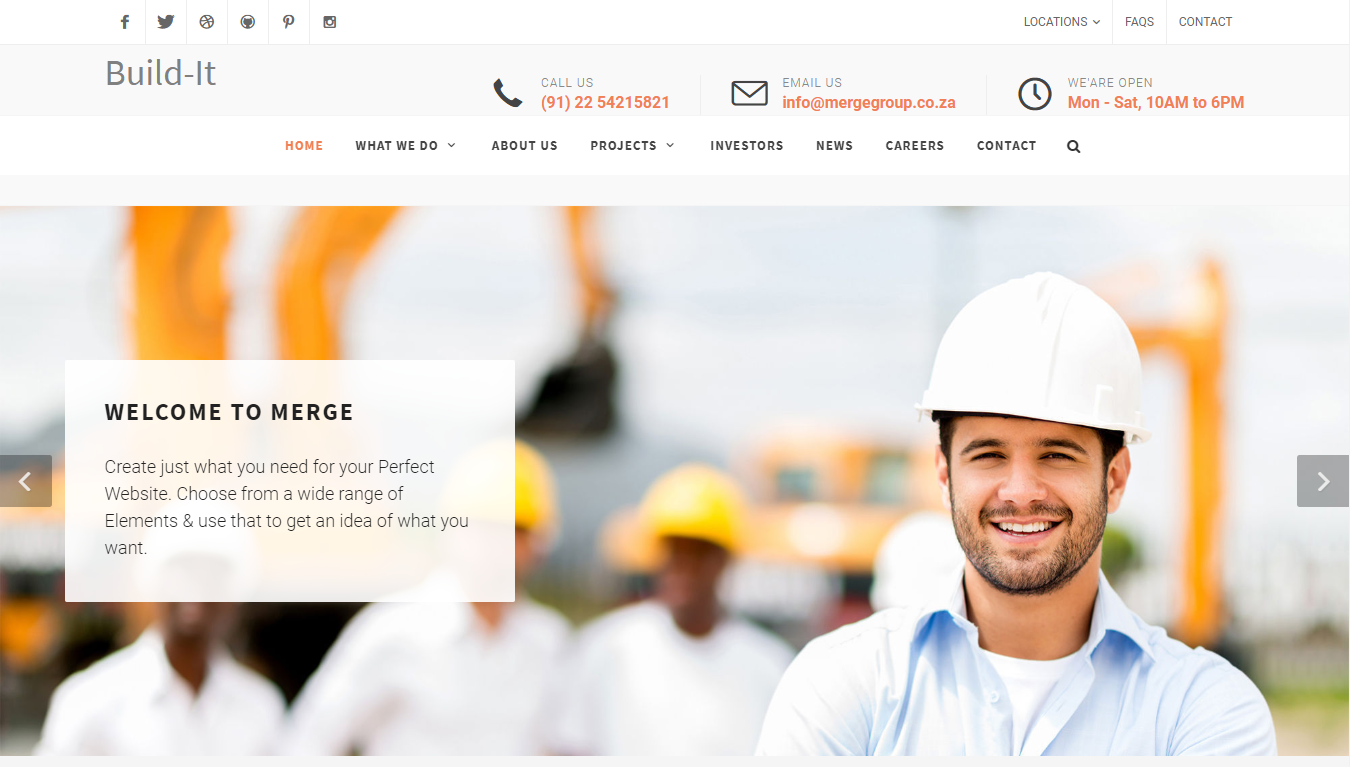 LOCATIONS FAQS CONTACT
Build-It
CALL US
(91) 22 54215821
EMAIL US
info@mergegroup.co.za
WE'ARE OPEN
Mon - Sat, 10AM to 6PM
HOME WHAT WE DO ABOUT US PROJECTS INVESTORS NEWS CAREERS CONTACT
WELCOME TO MERGE
Create just what you need for your Perfect
Website. Choose from a wide range of
Elements & use that to get an idea of what you
want.